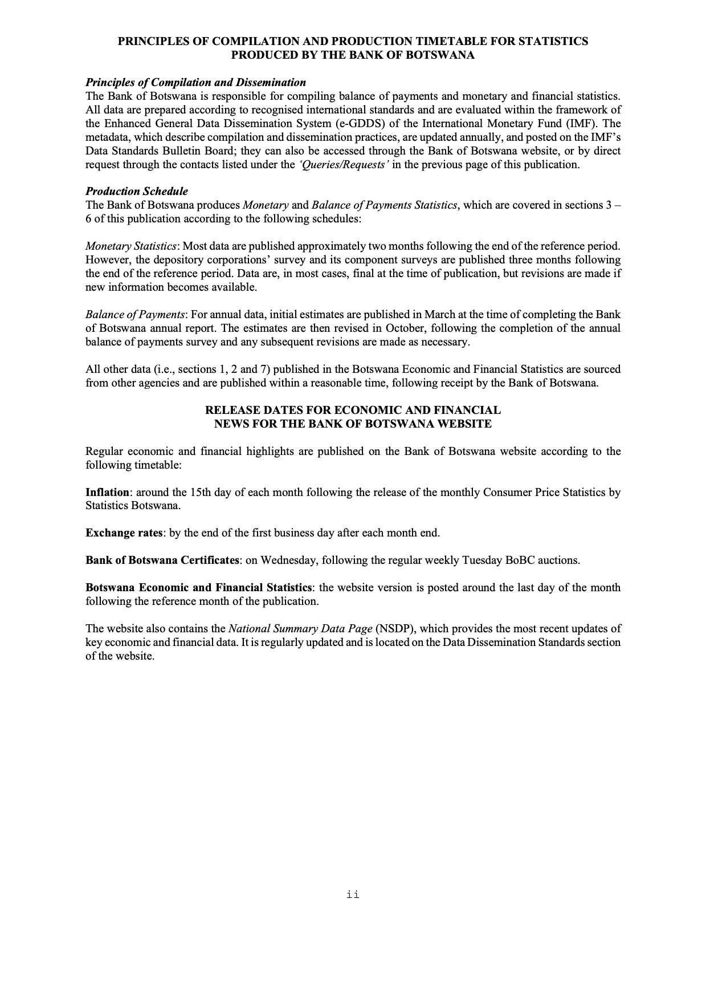 PRINCIPLES OF COMPILATION AND PRODUCTION TIMETABLE FOR STATISTICS
PRODUCED BY THE BANK OF BOTSWANA
Principles of Compilation and Dissemination
The Bank of Botswana is responsible for compiling balance of payments and monetary and financial statistics.
All data are prepared according to recognised international standards and are evaluated within the framework of
the Enhanced General Data Dissemination System (e-GDDS) of the International Monetary Fund (IMF). The
metadata, which describe compilation and dissemination practices, are updated annually, and posted on the IMF’s
Data Standards Bulletin Board; they can also be accessed through the Bank of Botswana website, or by direct
request through the contacts listed under the ‘Queries/Requests’ in the previous page of this publication.
Production Schedule
The Bank of Botswana produces Monetary and Balance of Payments Statistics, which are covered in sections 3 –
6 of this publication according to the following schedules:
Monetary Statistics: Most data are published approximately two months following the end of the reference period.
However, the depository corporations’ survey and its component surveys are published three months following
the end of the reference period. Data are, in most cases, final at the time of publication, but revisions are made if
new information becomes available.
Balance of Payments: For annual data, initial estimates are published in March at the time of completing the Bank
of Botswana annual report. The estimates are then revised in October, following the completion of the annual
balance of payments survey and any subsequent revisions are made as necessary.
All other data (i.e., sections 1, 2 and 7) published in the Botswana Economic and Financial Statistics are sourced
from other agencies and are published within a reasonable time, following receipt by the Bank of Botswana.
RELEASE DATES FOR ECONOMIC AND FINANCIAL
NEWS FOR THE BANK OF BOTSWANA WEBSITE
Regular economic and financial highlights are published on the Bank of Botswana website according to the
following timetable:
Inflation: around the 15th day of each month following the release of the monthly Consumer Price Statistics by
Statistics Botswana.
Exchange rates: by the end of the first business day after each month end.
Bank of Botswana Certificates: on Wednesday, following the regular weekly Tuesday BoBC auctions.
Botswana Economic and Financial Statistics: the website version is posted around the last day of the month
following the reference month of the publication.
The website also contains the National Summary Data Page (NSDP), which provides the most recent updates of
key economic and financial data. It is regularly updated and is located on the Data Dissemination Standards section
of the website.
ii